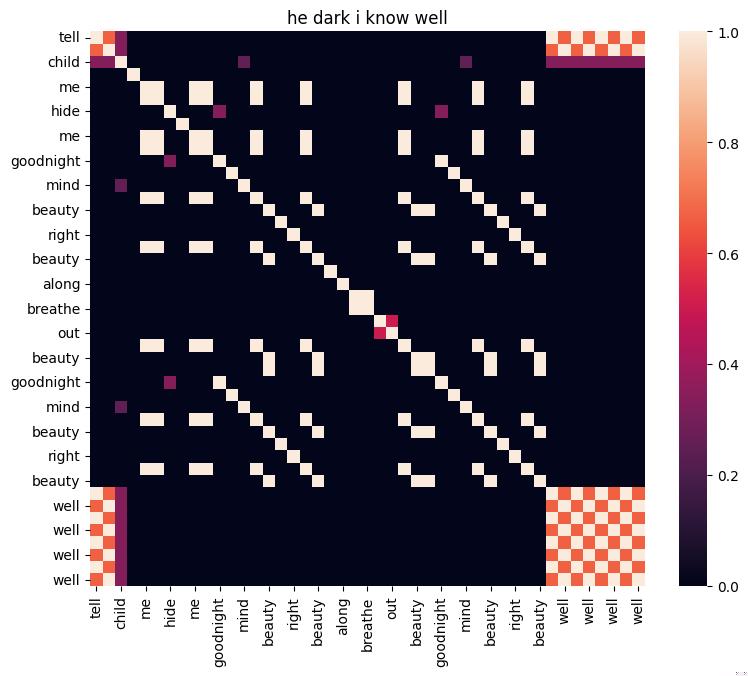 he dark i know well
tell
child
me
hide
me
goodnight
mind
beauty
right
beauty
along
breathe
out
beauty
goodnight
mind
beauty
right
beauty
well
well
well
well
1.0
0.8
0.6
0.4
0.2
0.0
tell
child
me
hide
me
goodnight
mind
beauty
right
beauty
along
breathe
out
beauty
goodnight
mind
beauty
right
beauty
well
well
well
well